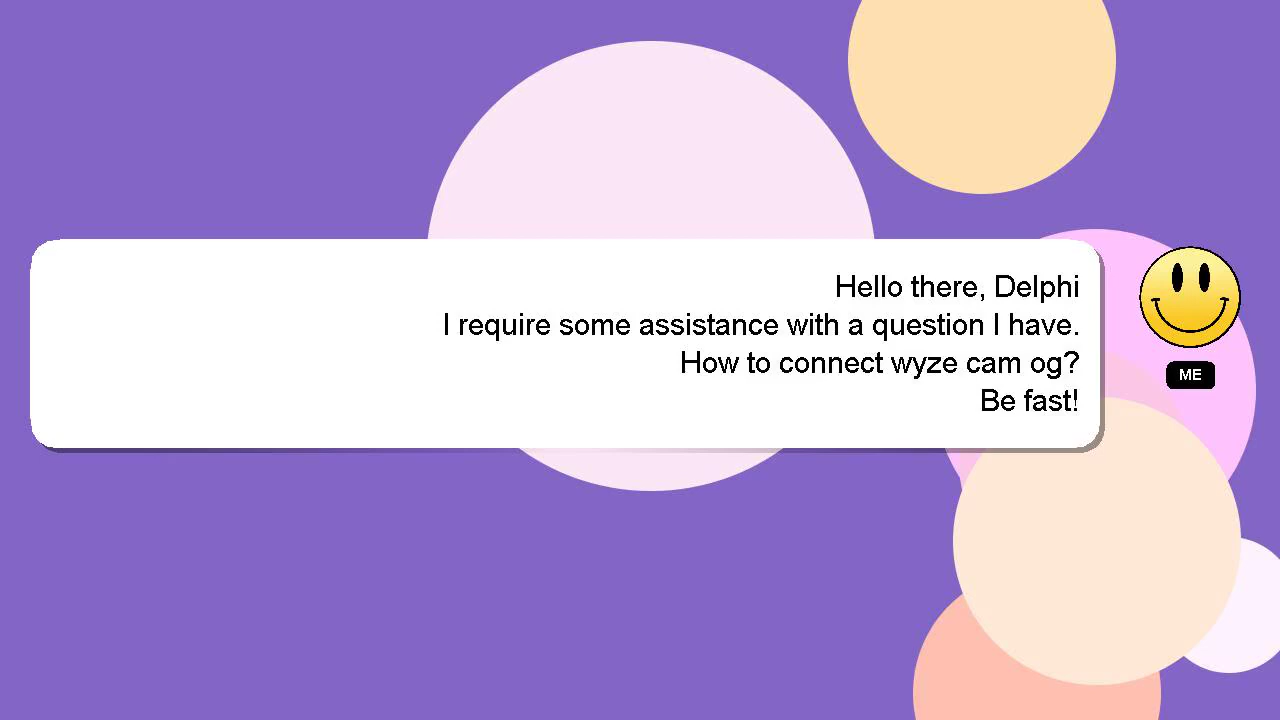 Hello there, Delphi
I require some assistance with a question I have.
How to connect wyze cam og?
Be fast!
ME